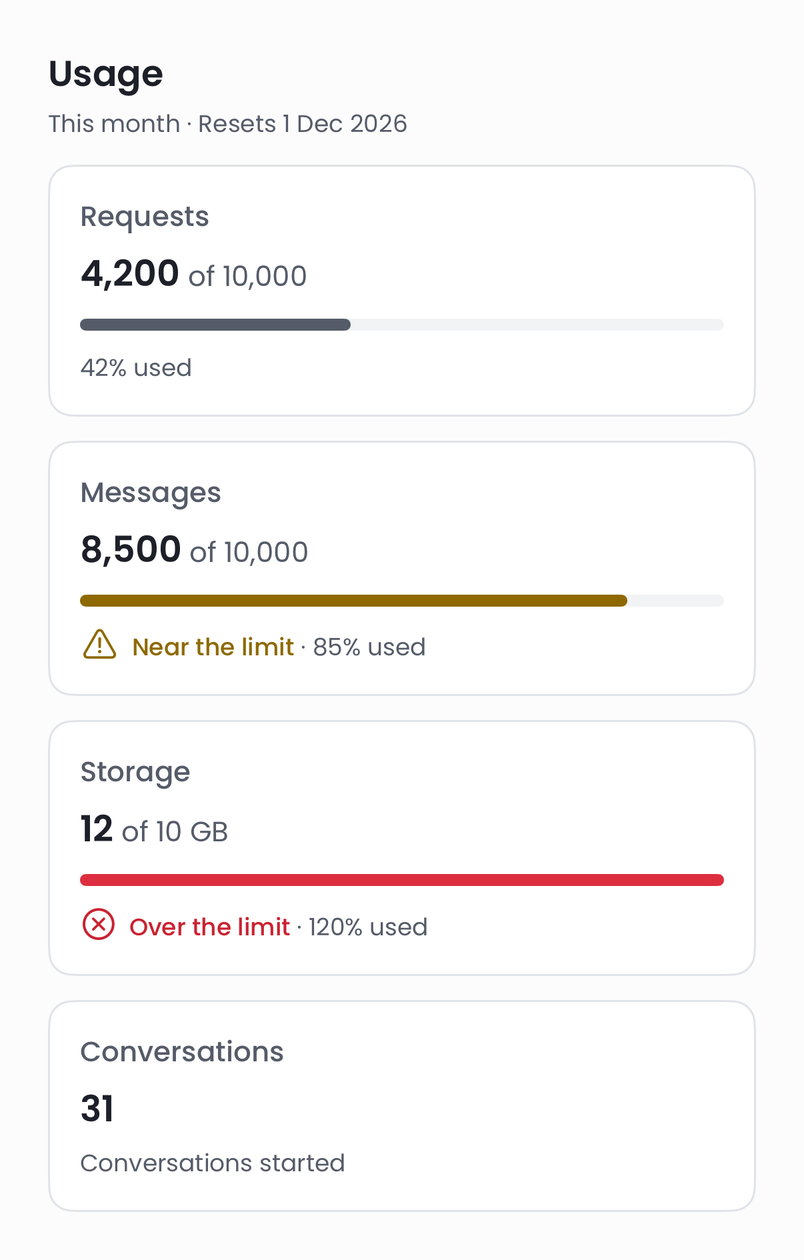 Usage
This month · Resets 1 Dec 2026
Requests
4,200 of 10,000
42% used
Messages
8,500 of 10,000
Near the limit · 85% used
Storage
12 of 10 GB
Over the limit · 120% used
Conversations
31
Conversations started